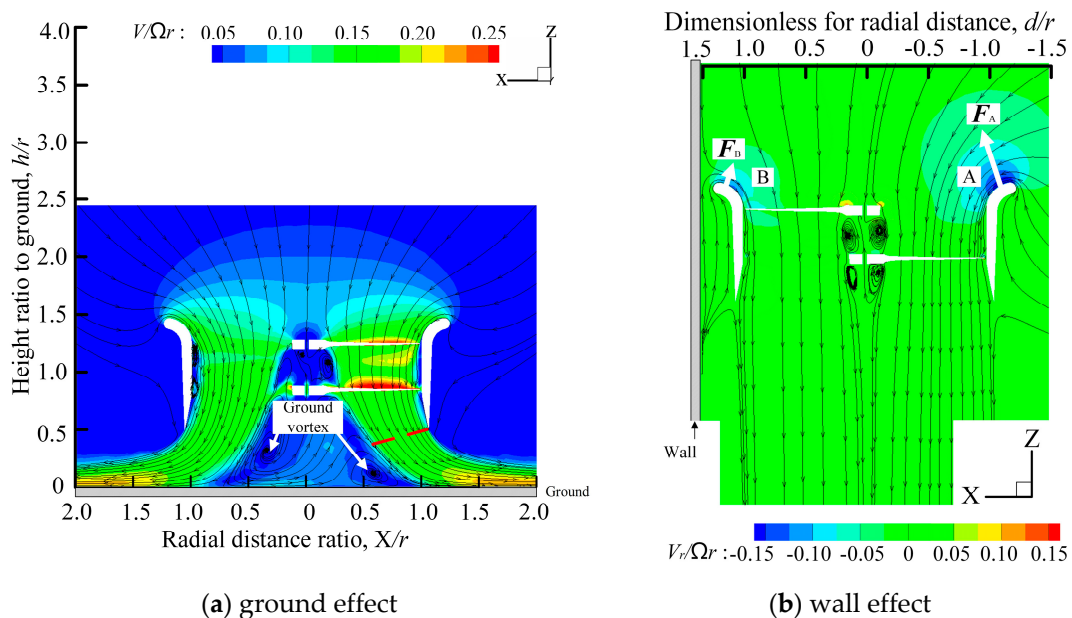 V/Ωr : 0.05 0.10 0.15 0.20 0.25
Z
X
4.0
3.5
3.0
2.5
2.0
1.5
1.0
0.5
0
Height ratio to ground, h/r
Ground
vortex
Ground
2.0 1.5 1.0 0.5 0 0.5 1.0 1.5 2.0
Radial distance ratio, X/r
(a) ground effect
Dimensionless for radial distance, d/r
1.5 1.0 0.5 0 -0.5 -1.0 -1.5
FA
A
FB
B
Wall
Z
X
Vr/Ωr : -0.15 -0.10 -0.05 0 0.05 0.10 0.15
(b) wall effect